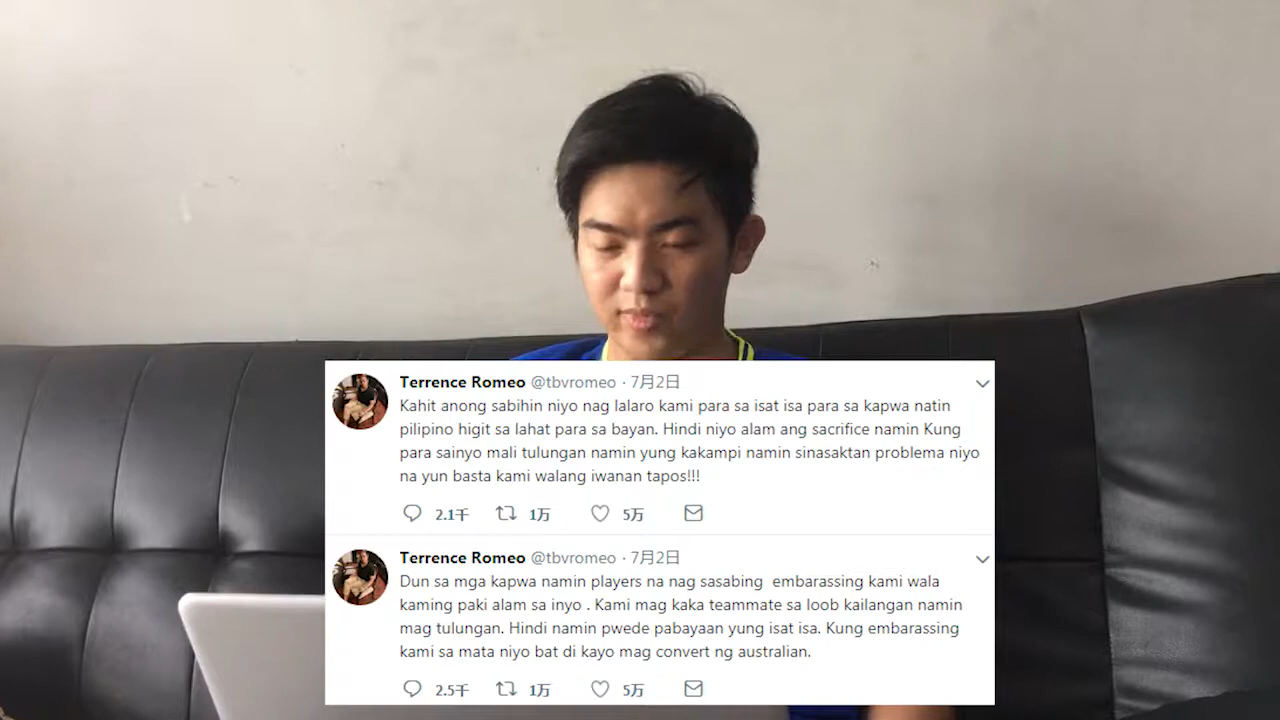 Terrence Romeo @tbvromeo · 7月2日
Kahit anong sabihin niyo nag lalaro kami para sa isat isa para sa kapwa natin
pilipino higit sa lahat para sa bayan. Hindi niyo alam ang sacrifice namin Kung
para sainyo mali tulungan namin yung kakampi namin sinasaktan problema niyo
na yun basta kami walang iwanan tapos!!!
2.1千 1万 5万
Terrence Romeo @tbvromeo · 7月2日
Dun sa mga kapwa namin players na nag sasabing  embarassing kami wala
kaming paki alam sa inyo . Kami mag kaka teammate sa loob kailangan namin
mag tulungan. Hindi namin pwede pabayaan yung isat isa. Kung embarassing
kami sa mata niyo bat di kayo mag convert ng australian.
2.5千 1万 5万